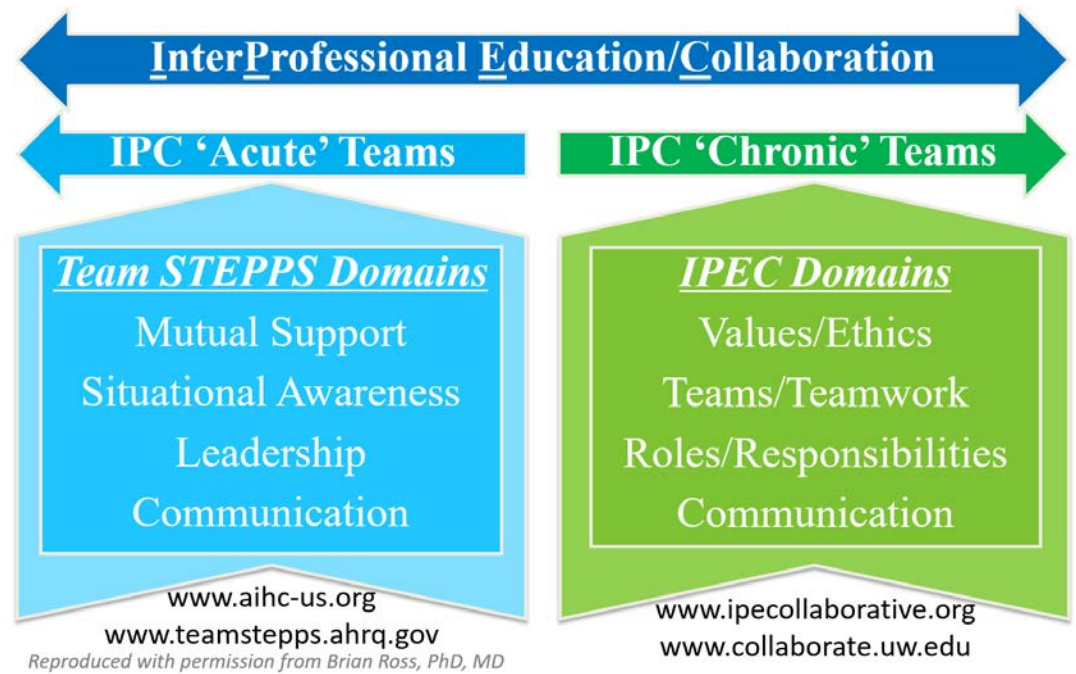 InterProfessional Education/Collaboration
IPC ‘Acute’ Teams
Team STEPPS Domains
Mutual Support
Situational Awareness
Leadership
Communication
www.aihc-us.org
www.teamstepps.ahrq.gov
Reproduced with permission from Brian Ross, PhD, MD
IPC ‘Chronic’ Teams
IPEC Domains
Values/Ethics
Teams/Teamwork
Roles/Responsibilities
Communication
www.ipecollaborative.org
www.collaborate.uw.edu